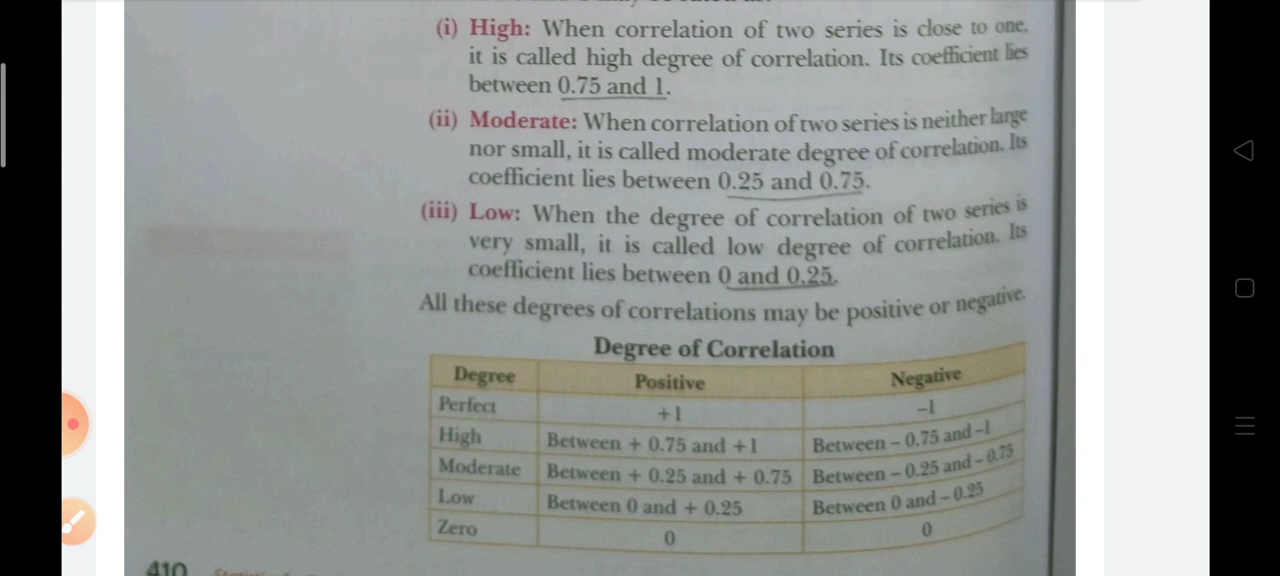 (i) High: When correlation of two series is close to one,
it is called high degree of correlation. Its coefficient lies
between 0.75 and 1.
(ii) Moderate: When correlation of two series is neither large
nor small, it is called moderate degree of correlation. Its
coefficient lies between 0.25 and 0.75.
(iii) Low: When the degree of correlation of two series is
very small, it is called low degree of correlation. Its
coefficient lies between 0 and 0.25.
All these degrees of correlations may be positive or negative.
Degree of Correlation
Degree Positive Negative
Perfect +1 –1
High Between + 0.75 and +1 Between – 0.75 and –1
Moderate Between + 0.25 and + 0.75 Between – 0.25 and – 0.75
Low Between 0 and + 0.25 Between 0 and – 0.25
Zero 0 0
410